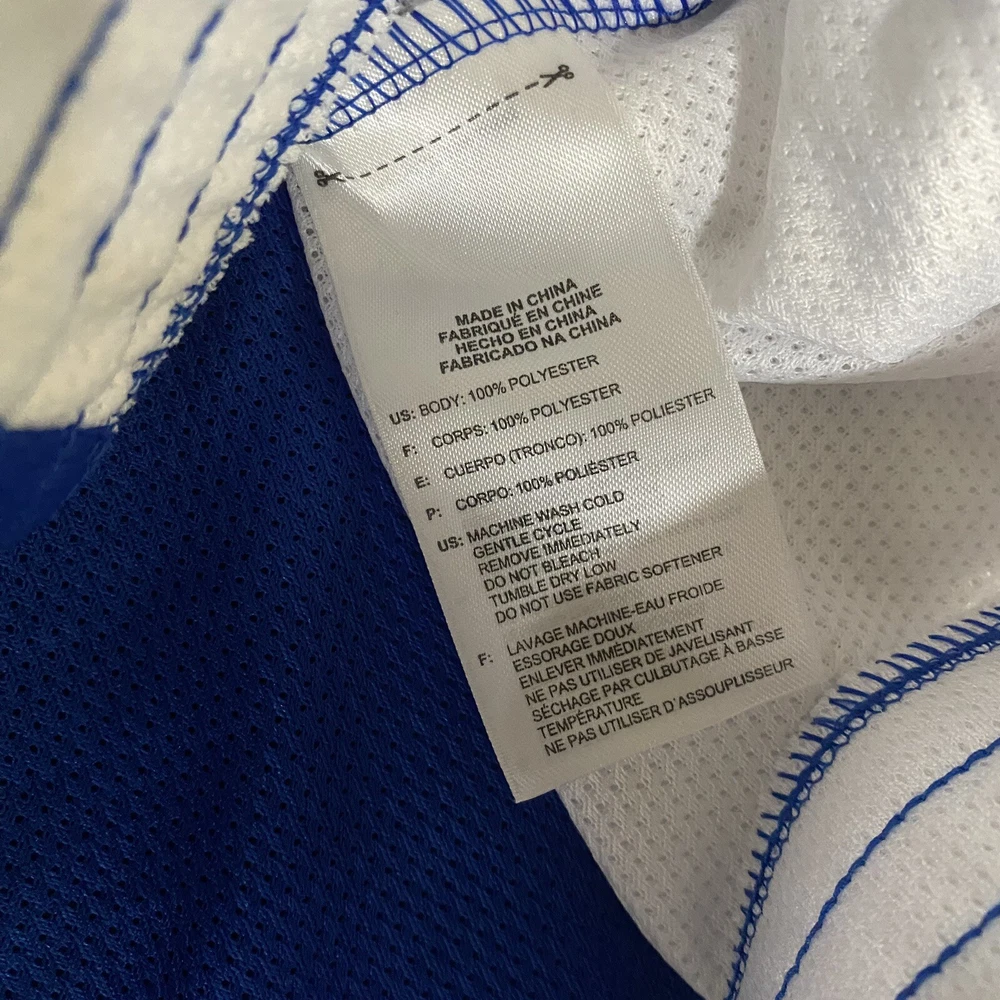 MADE IN CHINA
FABRIQUÉ EN CHINE
HECHO EN CHINA
FABRICADO NA CHINA
US: BODY: 100% POLYESTER
F: CORPS: 100% POLYESTER
E: CUERPO (TRONCO): 100% POLIESTER
P: CORPO: 100% POLIÉSTER
US: MACHINE WASH COLD
GENTLE CYCLE
REMOVE IMMEDIATELY
DO NOT BLEACH
TUMBLE DRY LOW
DO NOT USE FABRIC SOFTENER
F: LAVAGE MACHINE-EAU FROIDE
ESSORAGE DOUX
ENLEVER IMMÉDIATEMENT
NE PAS UTILISER DE JAVELISANT
SÉCHAGE PAR CULBUTAGE À BASSE
TEMPÉRATURE
NE PAS UTILISER D'ASSOUPLISSEUR